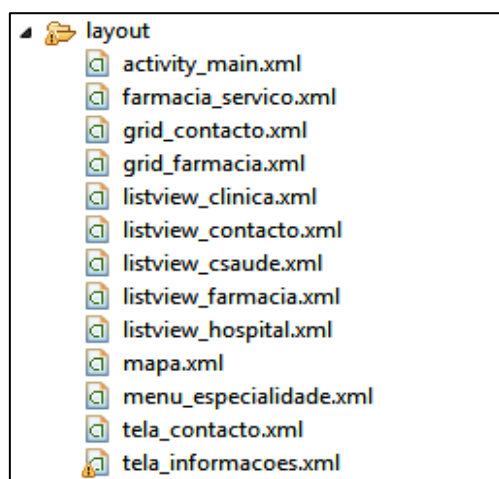 layout
activity_main.xml
farmacia_servico.xml
grid_contacto.xml
grid_farmacia.xml
listview_clinica.xml
listview_contacto.xml
listview_csaude.xml
listview_farmacia.xml
listview_hospital.xml
mapa.xml
menu_especialidade.xml
tela_contacto.xml
tela_informacoes.xml